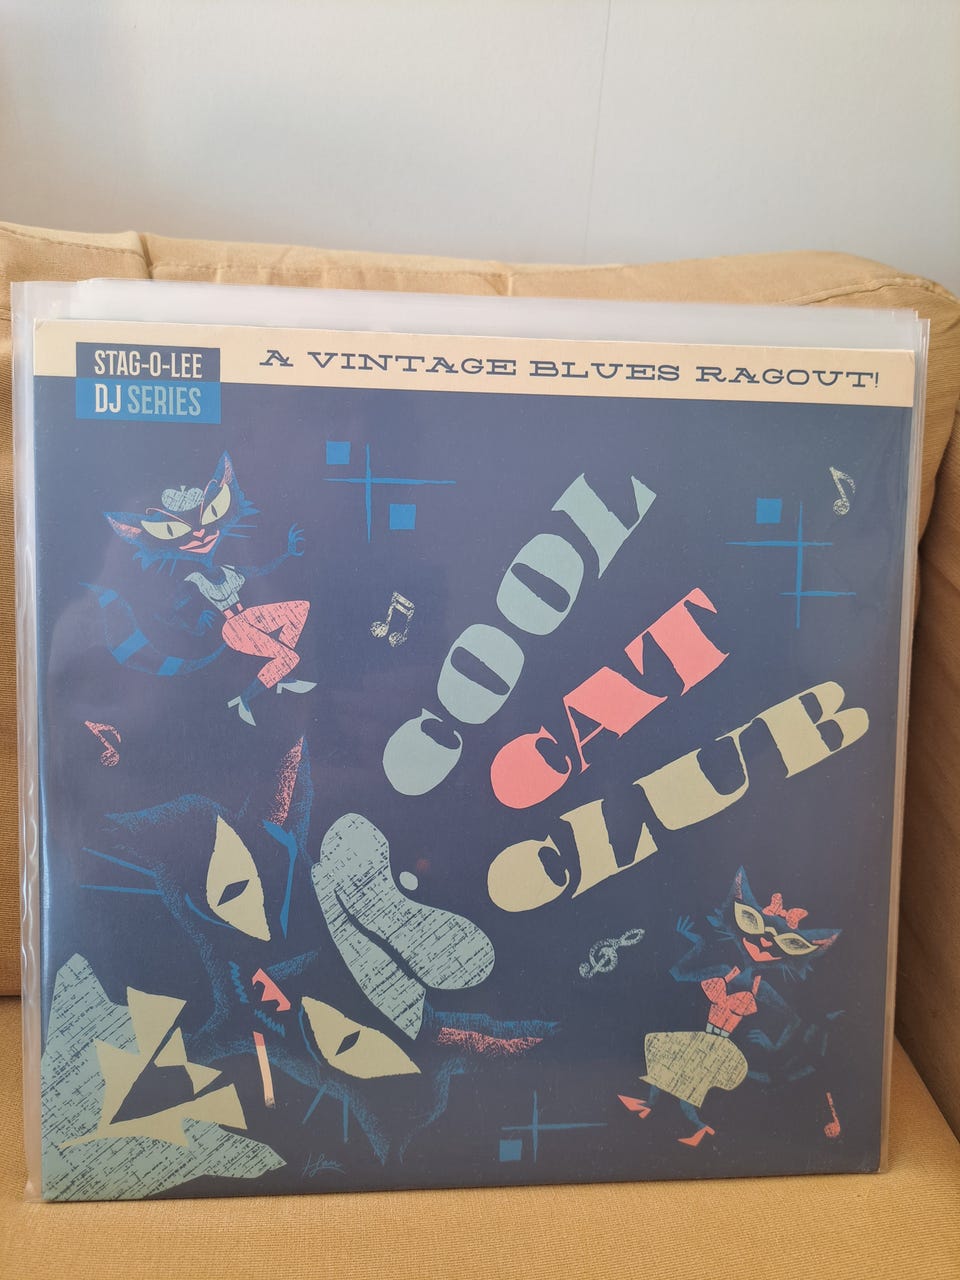 STAG-O-LEE
DJ SERIES
A VINTAGE BLUES RAGOUT!
COOL
CAT
CLUB